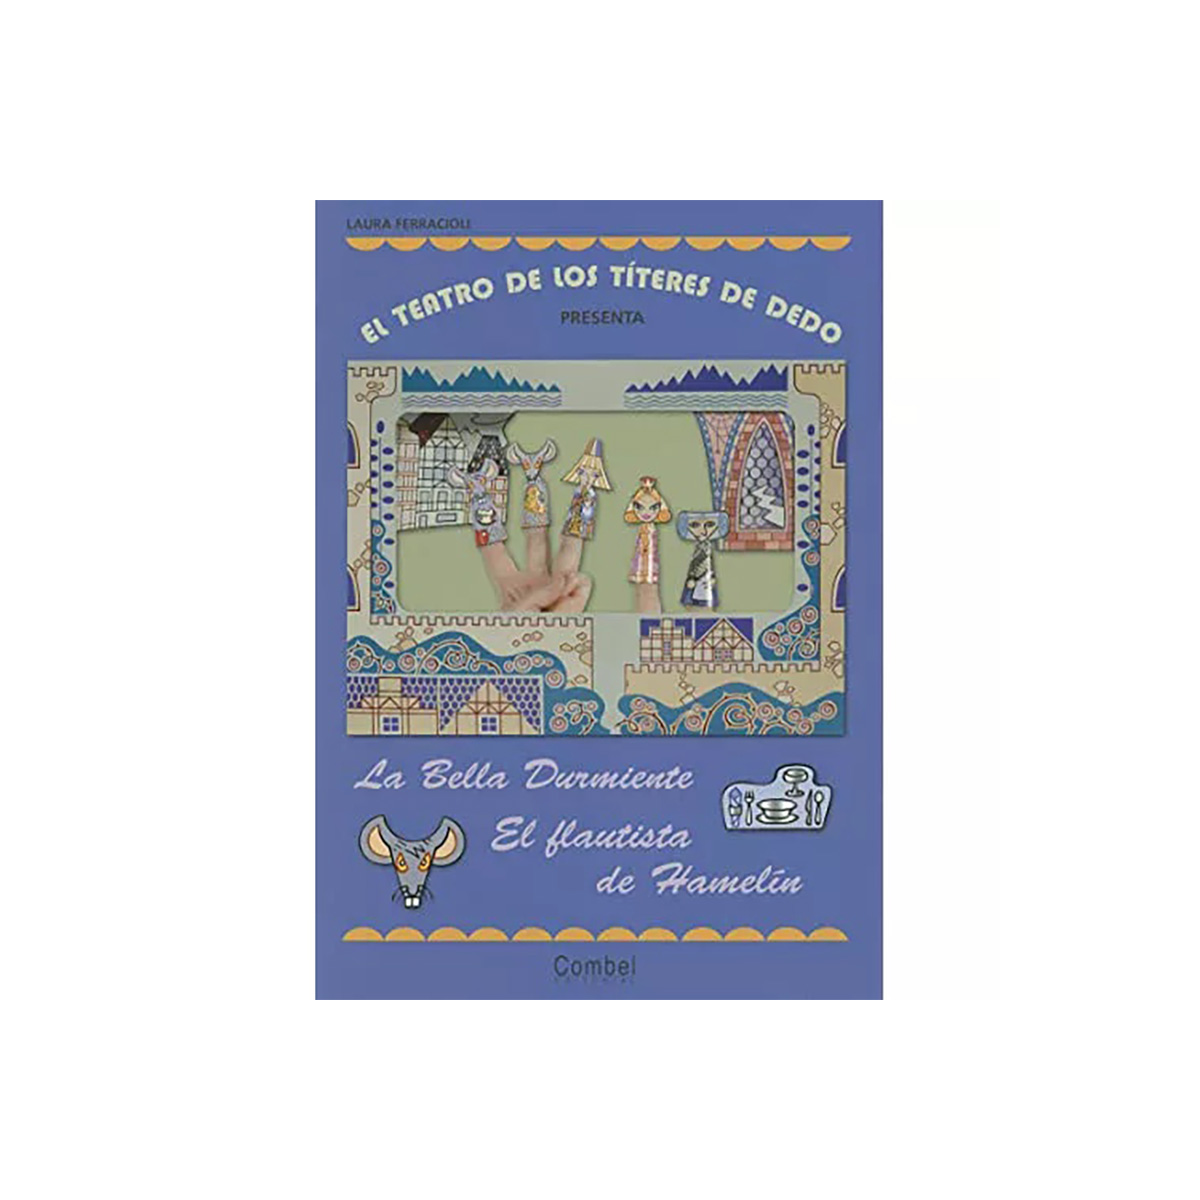 LAURA FERRACIOLI
EL TEATRO DE LOS TÍTERES DE DEDO
PRESENTA
La Bella Durmiente
El flautista
de Hamelín
Combel
EDITORIAL